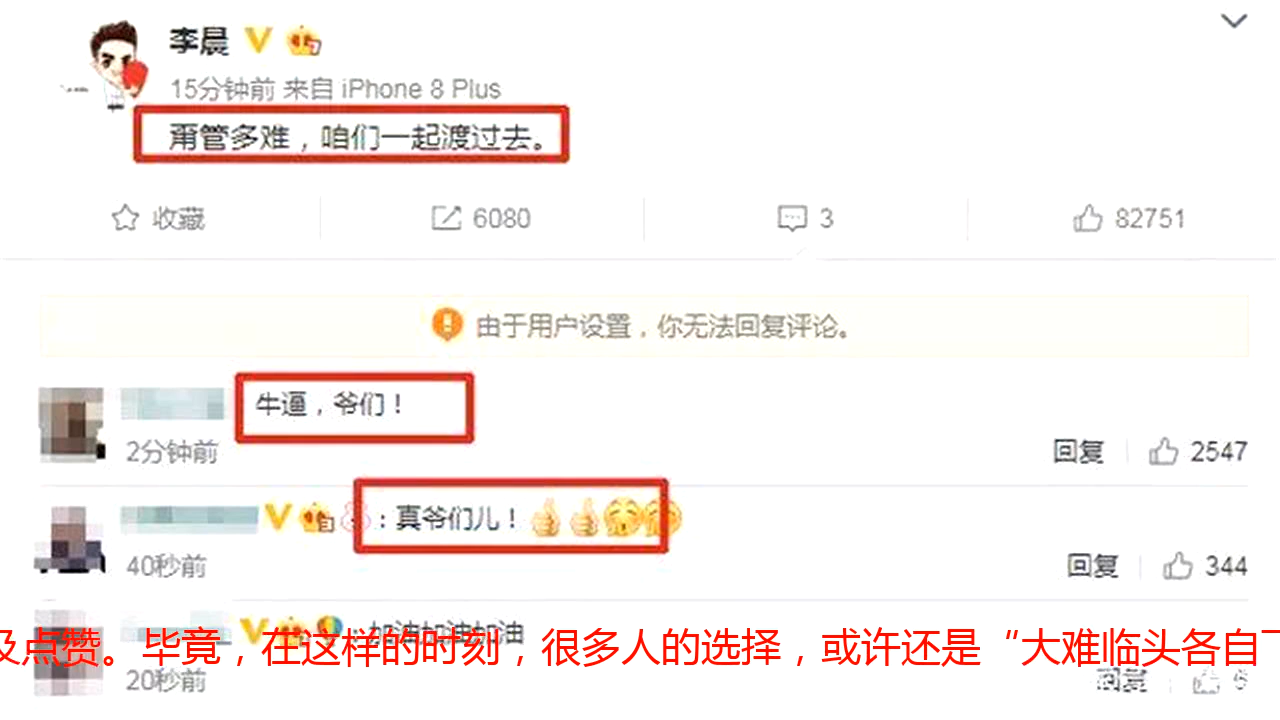 李晨
15分钟前 来自 iPhone 8 Plus
甭管多难，咱们一起渡过去。
收藏 6080 3 82751
由于用户设置，你无法回复评论。
牛逼，爷们！
2分钟前 回复 2547
：真爷们儿！
40秒前 回复 344
：加油加油加油
及点赞。毕竟，在这样的时刻，很多人的选择，或许还是“大难临头各自
20秒前 回复